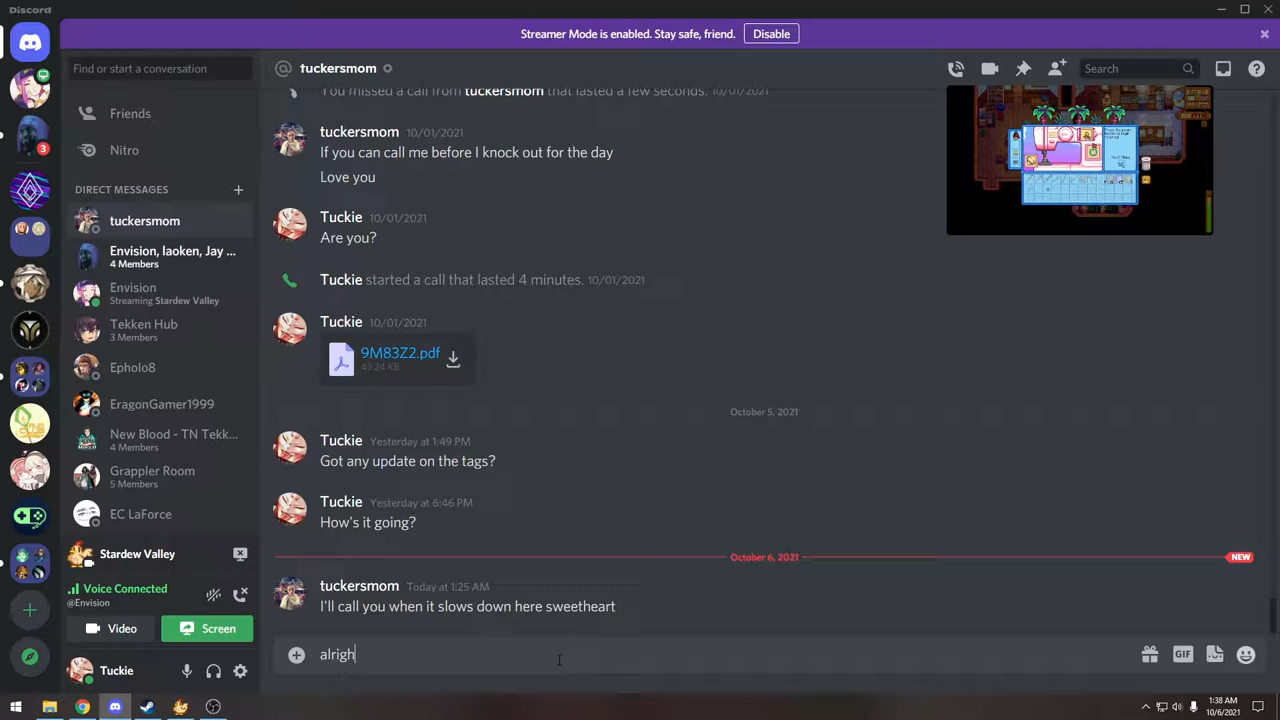 Discord
Streamer Mode is enabled. Stay safe, friend. Disable
Find or start a conversation
@ tuckersmom
Search
Friends
Nitro
DIRECT MESSAGES
tuckersmom
Envision, laoken, Jay ...
4 Members
Envision
Streaming Stardew Valley
Tekken Hub
3 Members
Epholo8
EragonGamer1999
New Blood - TN Tekk...
4 Members
Grappler Room
5 Members
EC LaForce
3
Stardew Valley
Voice Connected
@Envision
Video
Screen
Tuckie
You missed a call from tuckersmom that lasted a few seconds. 10/01/2021
tuckersmom 10/01/2021
If you can call me before I knock out for the day
Love you
Tuckie 10/01/2021
Are you?
Tuckie started a call that lasted 4 minutes. 10/01/2021
Tuckie 10/01/2021
9M83Z2.pdf
43.24 KB
October 5, 2021
Tuckie Yesterday at 1:49 PM
Got any update on the tags?
Tuckie Yesterday at 6:46 PM
How's it going?
October 6, 2021 NEW
tuckersmom Today at 1:25 AM
I'll call you when it slows down here sweetheart
alrigh
GIF
1:38 AM
10/6/2021